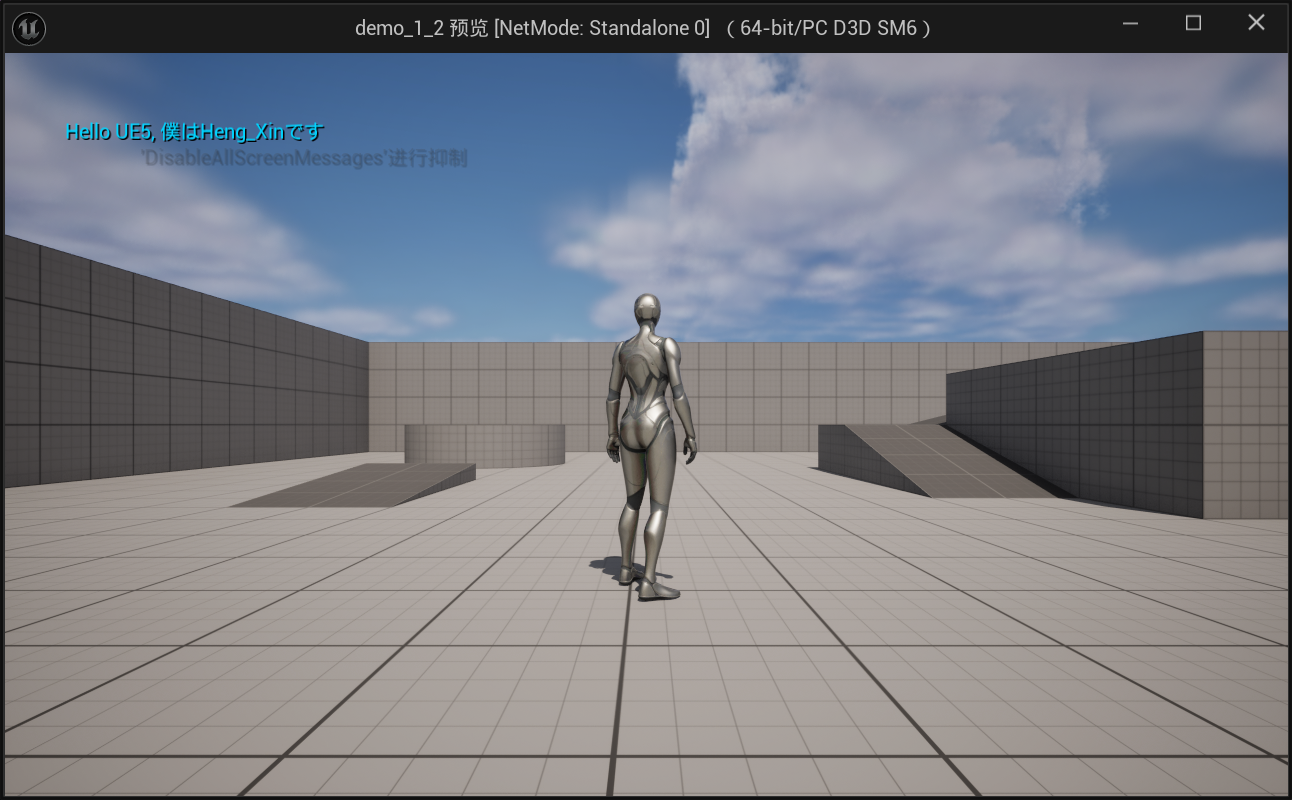 demo_1_2 预览 [NetMode: Standalone 0] （64-bit/PC D3D SM6）
Hello UE5, 僕はHeng_Xinです
'DisableAllScreenMessages'进行抑制